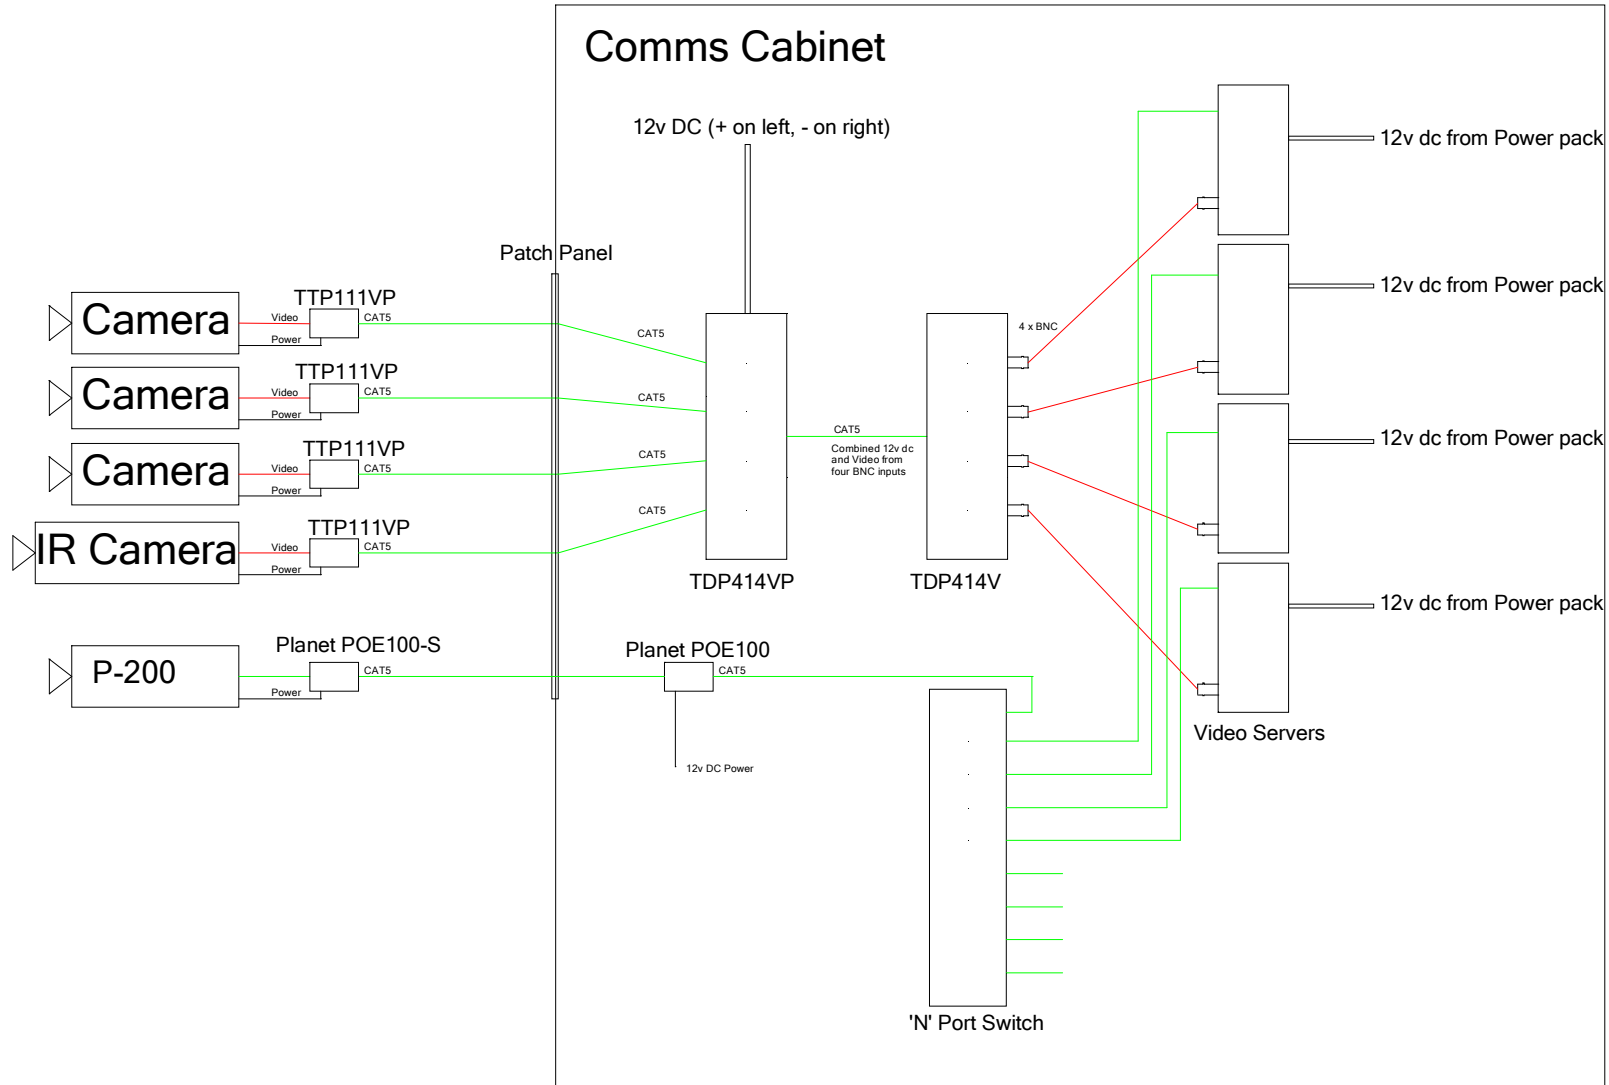 Comms Cabinet
12v DC (+ on left, - on right)
12v dc from Power pack
Patch Panel
12v dc from Power pack
TTP111VP
Camera
Video
Power
CAT5
CAT5
4 x BNC
TTP111VP
Camera
Video
Power
CAT5
CAT5
CAT5
Combined 12v dc
and Video from
four BNC inputs
12v dc from Power pack
TTP111VP
Camera
Video
Power
CAT5
CAT5
TTP111VP
IR Camera
Video
Power
CAT5
CAT5
TDP414VP
TDP414V
12v dc from Power pack
Planet POE100-S
P-200
Power
CAT5
Planet POE100
CAT5
12v DC Power
Video Servers
'N' Port Switch